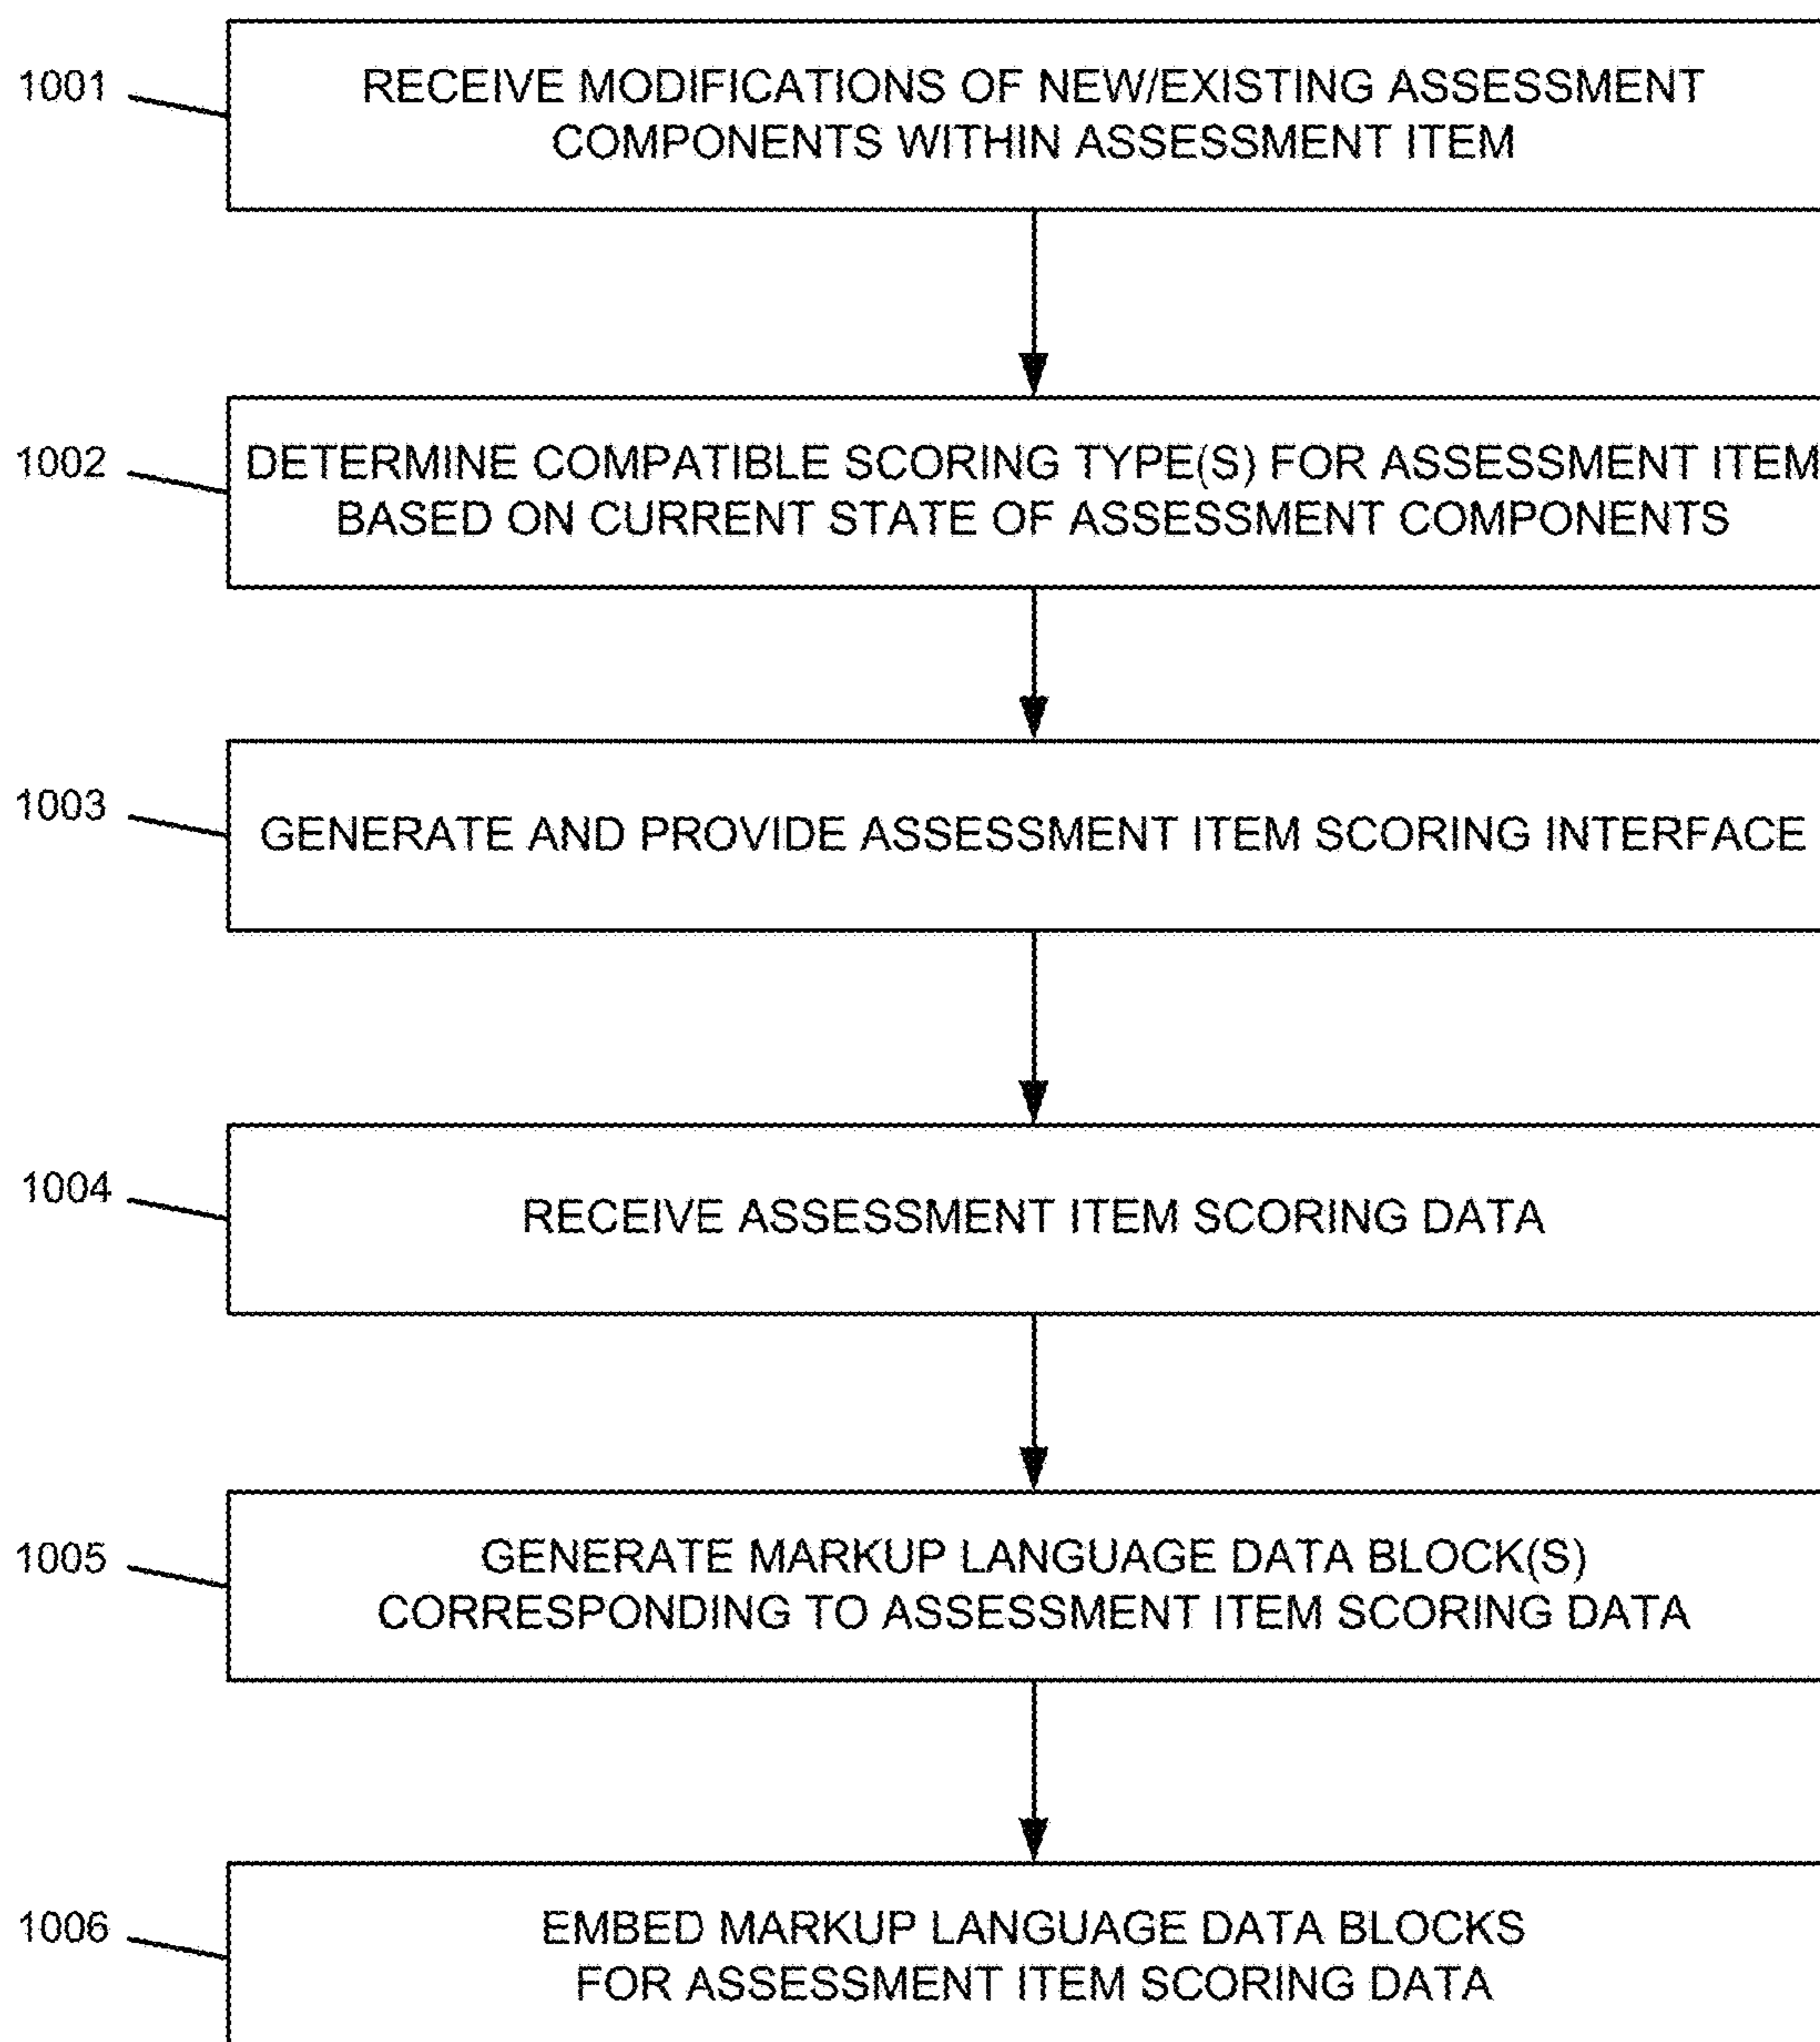 1001
RECEIVE MODIFICATIONS OF NEW/EXISTING ASSESSMENT
COMPONENTS WITHIN ASSESSMENT ITEM
1002
DETERMINE COMPATIBLE SCORING TYPE(S) FOR ASSESSMENT ITEM
BASED ON CURRENT STATE OF ASSESSMENT COMPONENTS
1003
GENERATE AND PROVIDE ASSESSMENT ITEM SCORING INTERFACE
1004
RECEIVE ASSESSMENT ITEM SCORING DATA
1005
GENERATE MARKUP LANGUAGE DATA BLOCK(S)
CORRESPONDING TO ASSESSMENT ITEM SCORING DATA
1006
EMBED MARKUP LANGUAGE DATA BLOCKS
FOR ASSESSMENT ITEM SCORING DATA